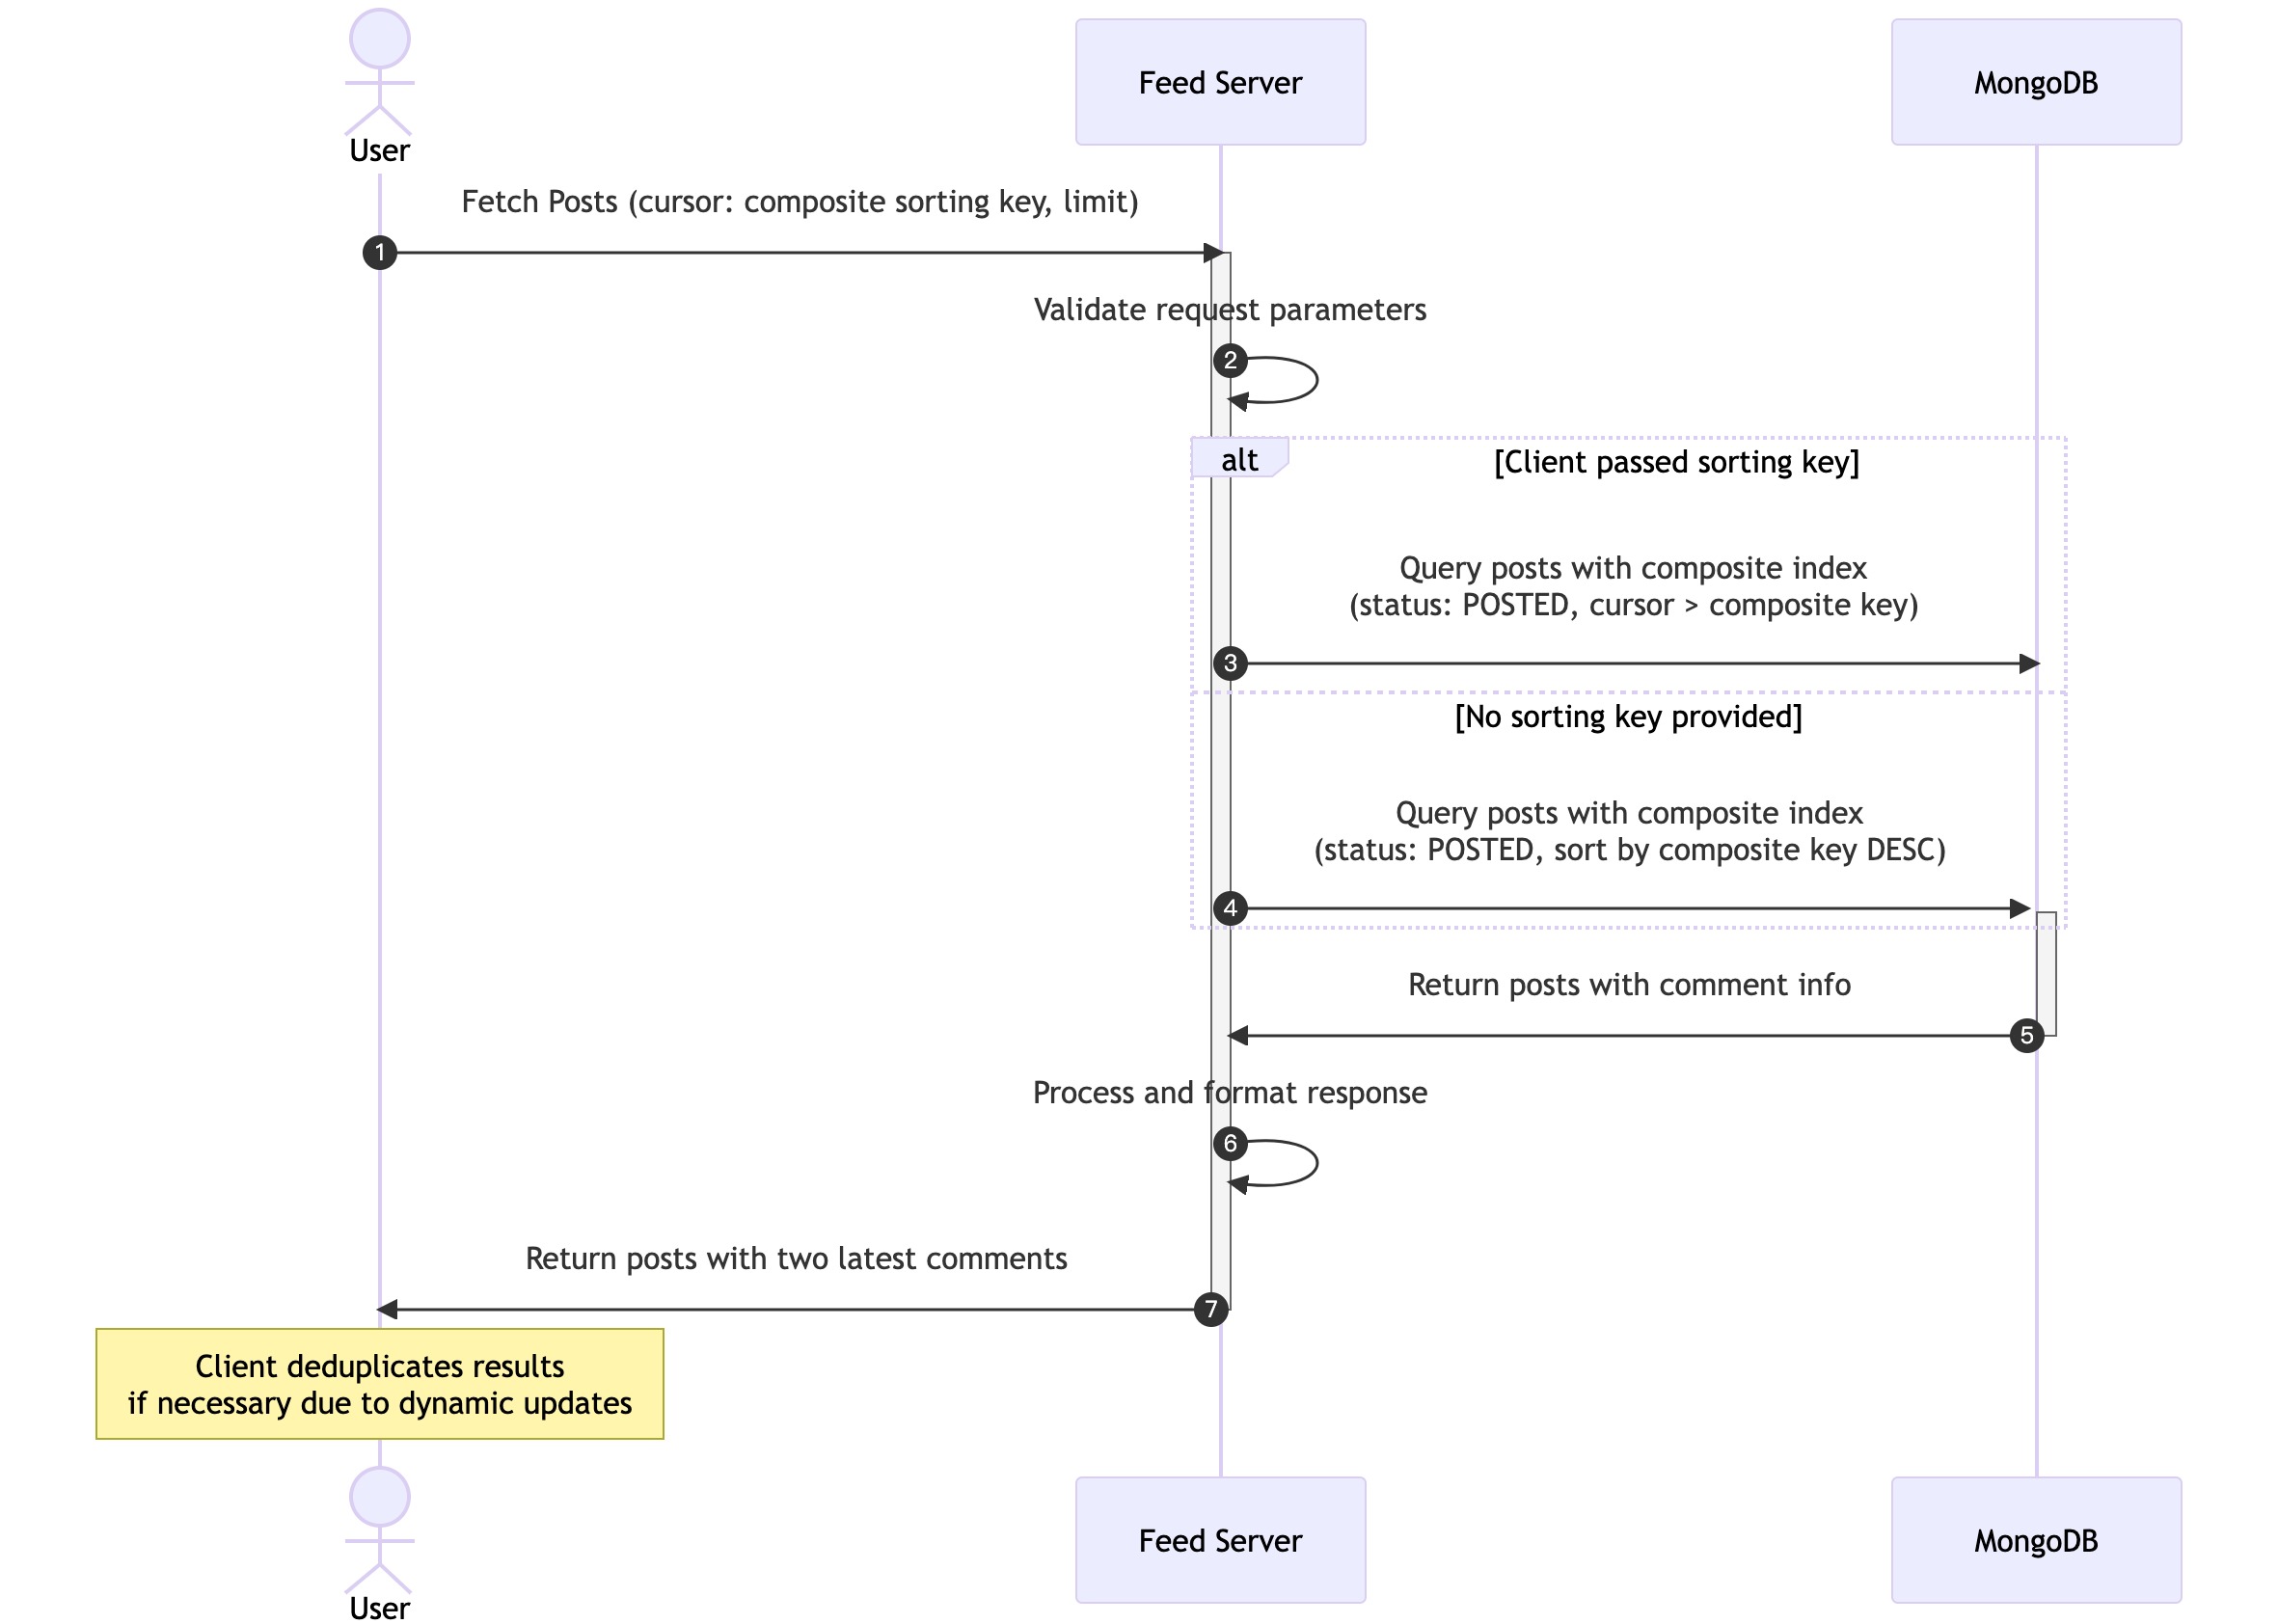 User
Feed Server
MongoDB
Fetch Posts (cursor: composite sorting key, limit)
1
Validate request parameters
2
alt
[Client passed sorting key]
Query posts with composite index
(status: POSTED, cursor > composite key)
3
[No sorting key provided]
Query posts with composite index
(status: POSTED, sort by composite key DESC)
4
Return posts with comment info
5
Process and format response
6
Return posts with two latest comments
7
Client deduplicates results
if necessary due to dynamic updates
User
Feed Server
MongoDB